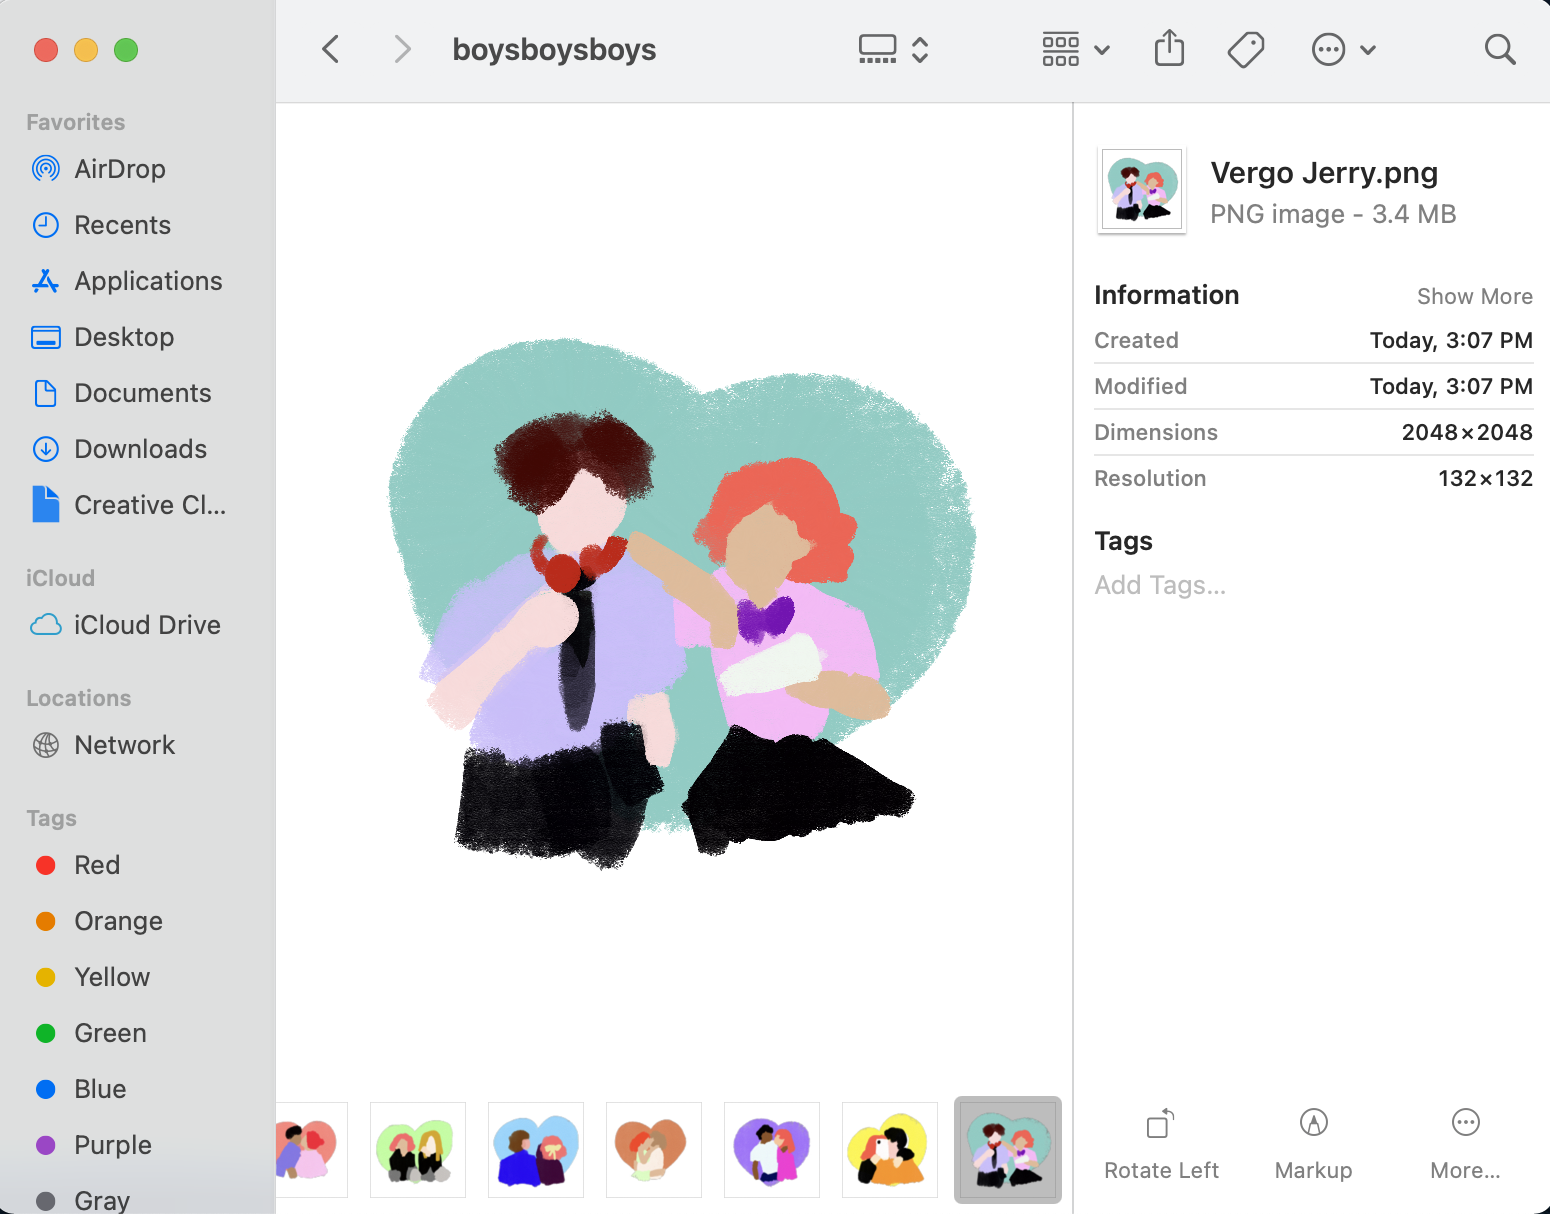 boysboysboys
Favorites
AirDrop
Recents
Applications
Desktop
Documents
Downloads
Creative Cl...
iCloud
iCloud Drive
Locations
Network
Tags
Red
Orange
Yellow
Green
Blue
Purple
Gray
Vergo Jerry.png
PNG image - 3.4 MB
Information Show More
Created Today, 3:07 PM
Modified Today, 3:07 PM
Dimensions 2048×2048
Resolution 132×132
Tags
Add Tags...
Rotate Left Markup More...